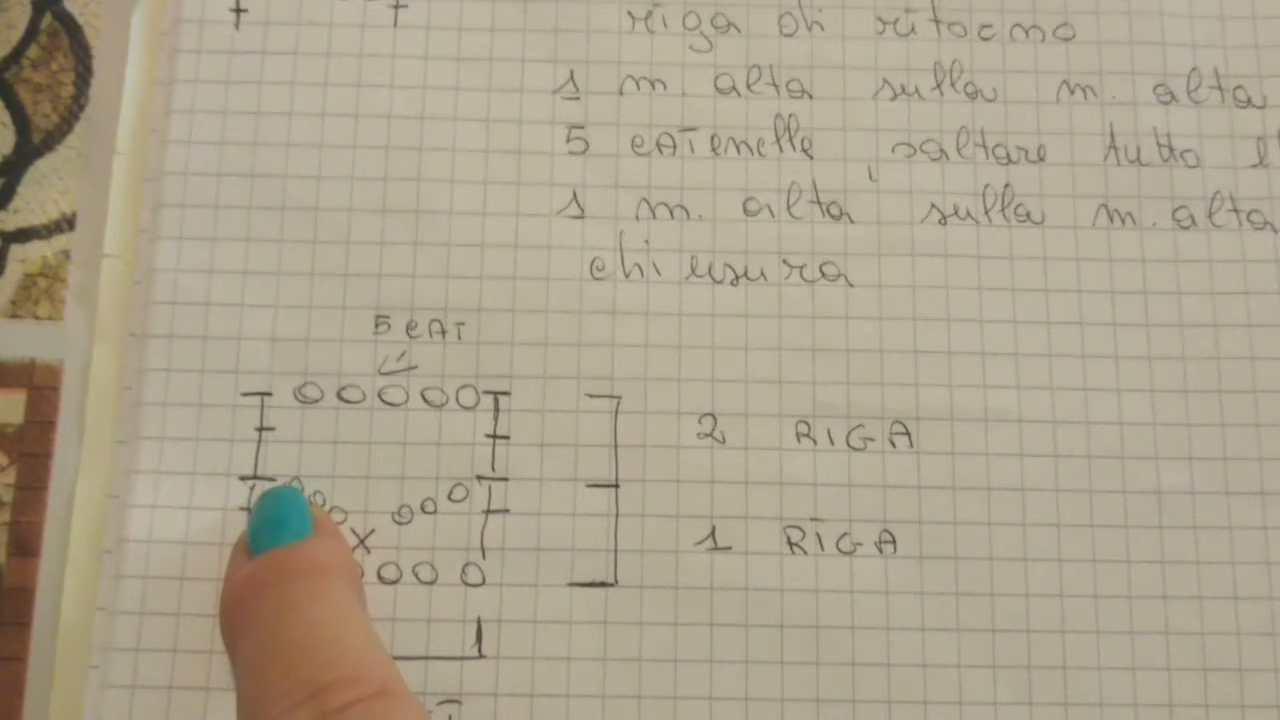 riga di ritorno
1 m. alta sulla m. alta
5 catenelle, saltare tutto e
1 m. alta sulla m. alta
chiusura
5 CAT
2 RIGA
1 RIGA